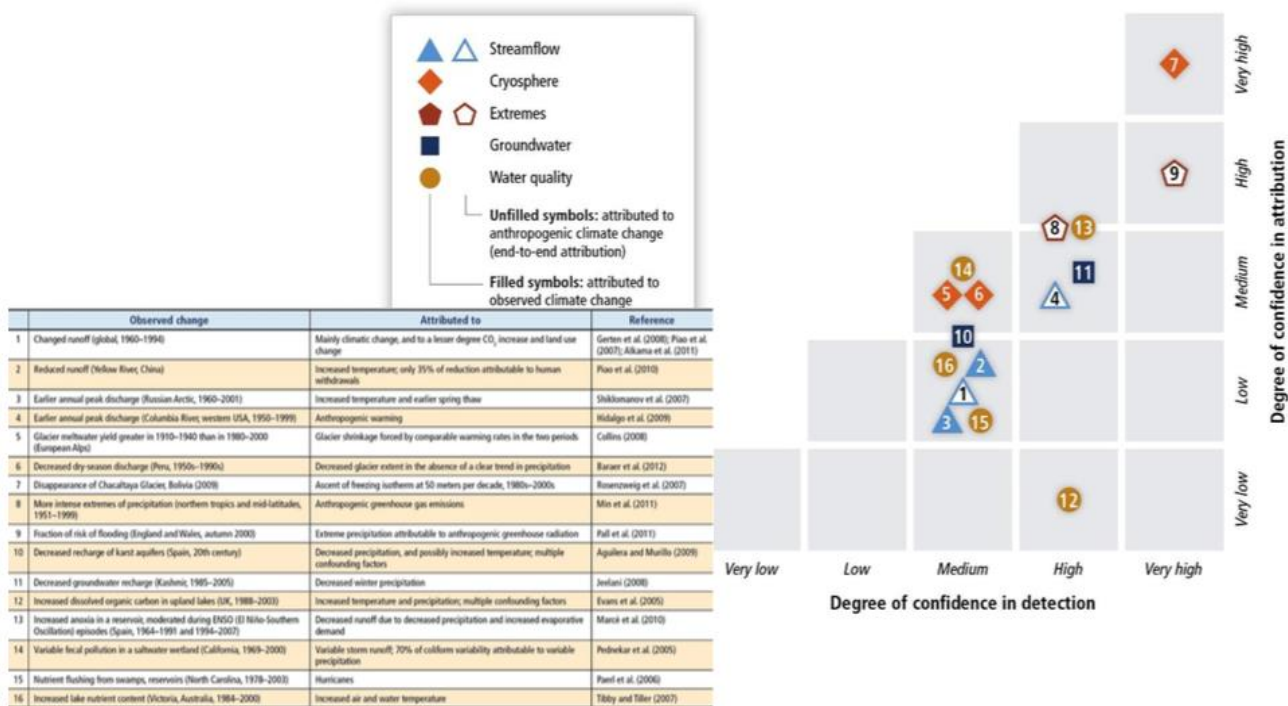 Streamflow
Cryosphere
Extremes
Groundwater
Water quality
Unfilled symbols: attributed to
anthropogenic climate change
(end-to-end attribution)
Filled symbols: attributed to
observed climate change
Observed change Attributed to Reference
1 Changed runoff (global, 1960–1994) Mainly climatic change, and to a lesser degree CO₂ increase and land use Gerten et al. (2008); Piao et al.
change (2007); Alkama et al. (2011)
2 Reduced runoff (Yellow River, China) Increased temperature; only 35% of reduction attributable to human Piao et al. (2010)
withdrawals
3 Earlier annual peak discharge (Russian Arctic, 1960–2001) Increased temperature and earlier spring thaw Shiklomanov et al. (2007)
4 Earlier annual peak discharge (Columbia River, western USA, 1950–1999) Anthropogenic warming Hidalgo et al. (2009)
5 Glacier meltwater yield greater in 1910–1940 than in 1980–2000 Glacier shrinkage forced by comparable warming rates in the two periods Collins (2008)
(European Alps)
6 Decreased dry-season discharge (Peru, 1950s–1990s) Decreased glacier extent in the absence of a clear trend in precipitation Baraer et al. (2012)
7 Disappearance of Chacaltaya Glacier, Bolivia (2009) Ascent of freezing isotherm at 50 meters per decade, 1980s–2000s Rosenzweig et al. (2007)
8 More intense extremes of precipitation (northern tropics and mid-latitudes, Anthropogenic greenhouse gas emissions Min et al. (2011)
1951–1999)
9 Fraction of risk of flooding (England and Wales, autumn 2000) Extreme precipitation attributable to anthropogenic greenhouse radiation Pall et al. (2011)
10 Decreased recharge of karst aquifers (Spain, 20th century) Decreased precipitation, and possibly increased temperature; multiple Aguilera and Murillo (2009)
confounding factors
11 Decreased groundwater recharge (Kashmir, 1985–2005) Decreased winter precipitation Jeelani (2008)
12 Increased dissolved organic carbon in upland lakes (UK, 1988–2003) Increased temperature and precipitation; multiple confounding factors Evans et al. (2005)
13 Increased anoxia in a reservoir, moderated during ENSO (El Niño-Southern Decreased runoff due to decreased precipitation and increased evaporative Marcé et al. (2010)
Oscillation) episodes (Spain, 1964–1991 and 1994–2007) demand
14 Variable fecal pollution in a saltwater wetland (California, 1969–2000) Variable storm runoff; 70% of coliform variability attributable to variable Pednekar et al. (2005)
precipitation
15 Nutrient flushing from swamps, reservoirs (North Carolina, 1978–2003) Hurricanes Paerl et al. (2006)
16 Increased lake nutrient content (Victoria, Australia, 1984–2000) Increased air and water temperature Tibby and Tiller (2007)
7
9
8 13
14 11
5 6 4
10
16 2
1
3 15
12
Very high
High
Medium
Low
Very low
Degree of confidence in attribution
Very low Low Medium High Very high
Degree of confidence in detection